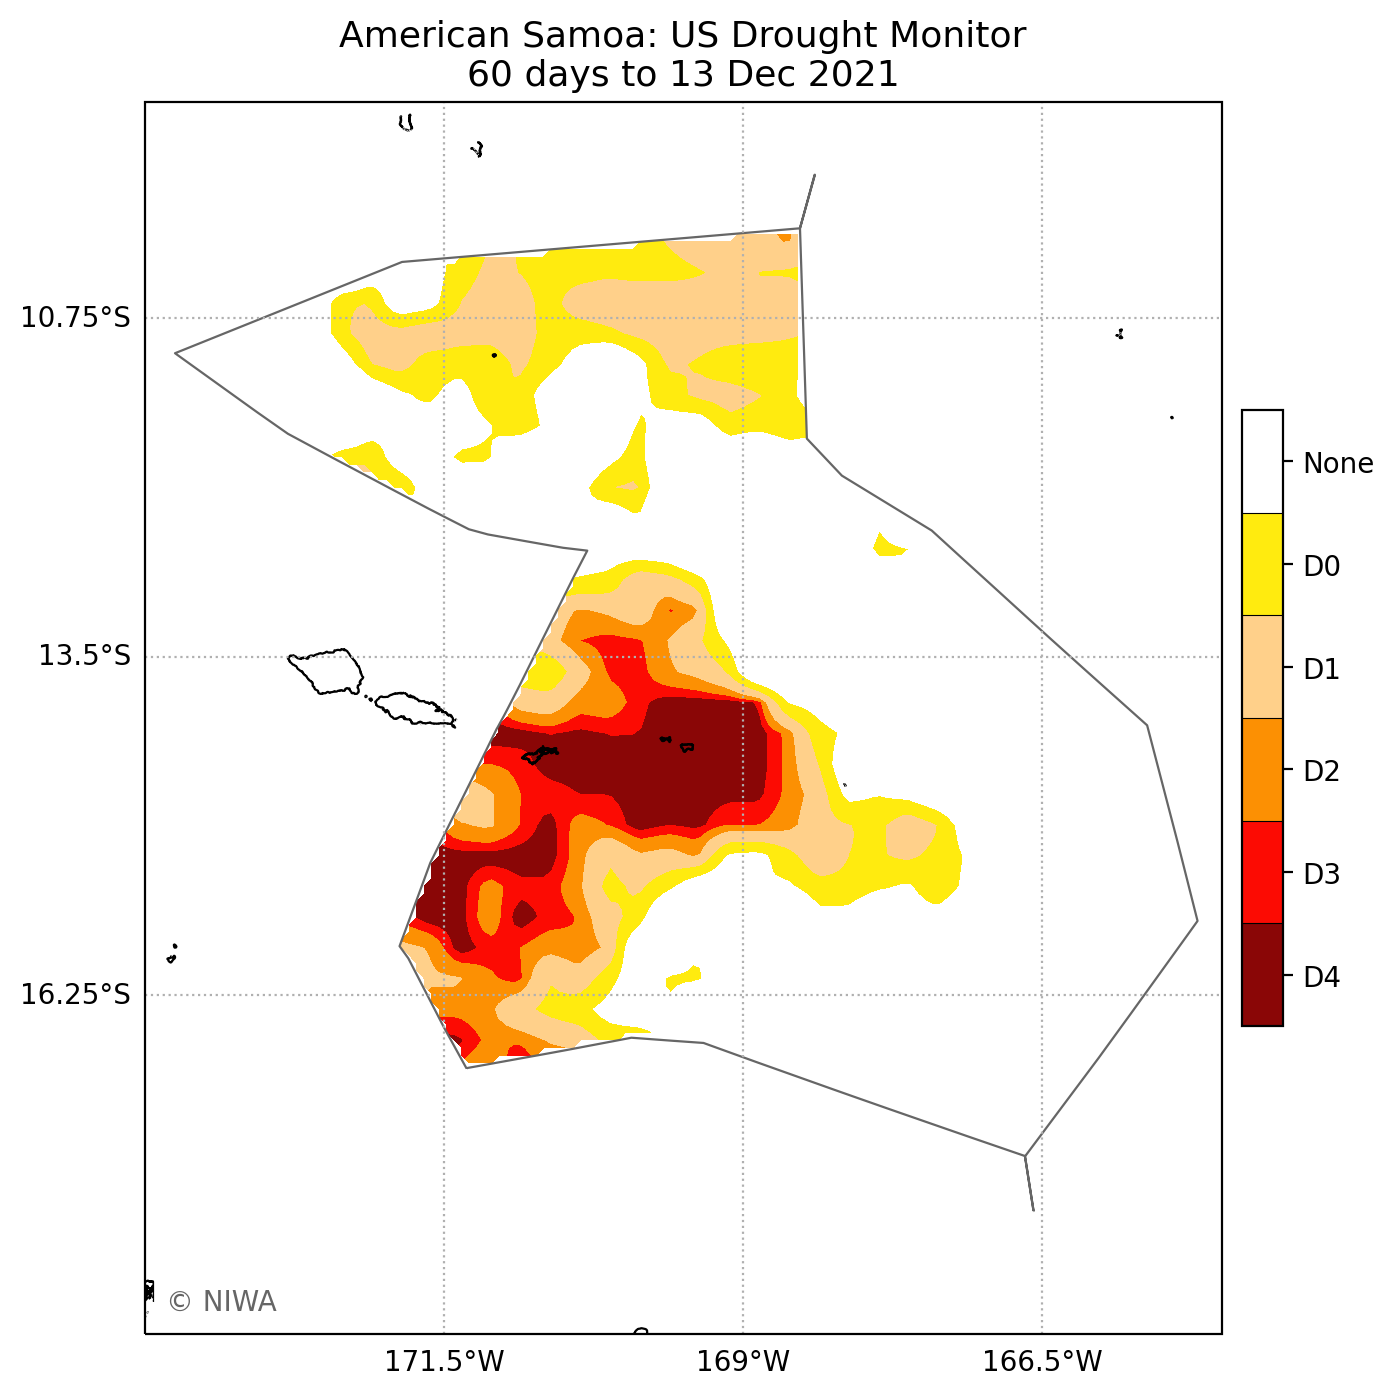 American Samoa: US Drought Monitor
60 days to 13 Dec 2021
10.75°S
13.5°S
16.25°S
171.5°W
169°W
166.5°W
None
D0
D1
D2
D3
D4
© NIWA